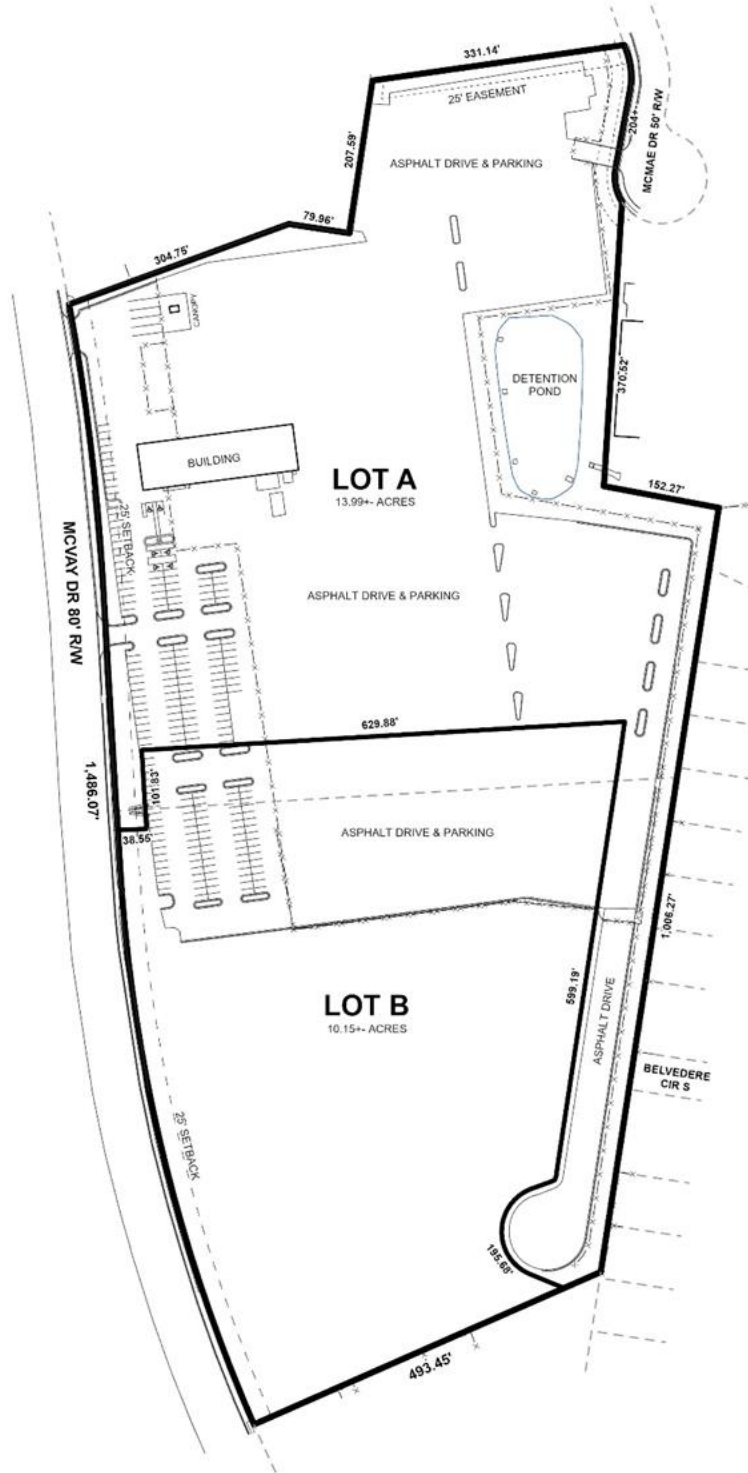 331.14'
25' EASEMENT
204+-
MCMAE DR 50' R/W
207.59'
ASPHALT DRIVE & PARKING
79.96'
304.75'
CANOPY
370.52'
DETENTION
POND
BUILDING
LOT A
13.99+- ACRES
152.27'
25' SETBACK
MCVAY DR 80' R/W
ASPHALT DRIVE & PARKING
629.88'
1,486.07'
101.83'
38.55'
ASPHALT DRIVE & PARKING
1,006.27'
599.19'
ASPHALT DRIVE
LOT B
10.15+- ACRES
BELVEDERE
CIR S
25' SETBACK
195.68'
493.45'